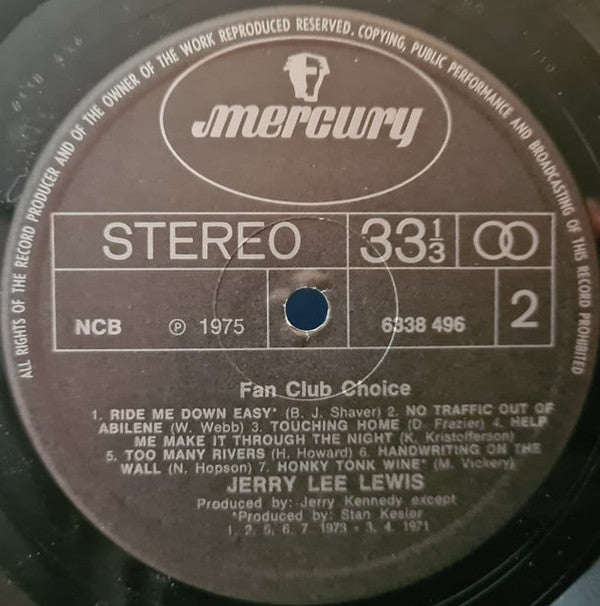 ALL RIGHTS OF THE RECORD PRODUCER AND OF THE OWNER OF THE WORK REPRODUCED RESERVED. COPYING, PUBLIC PERFORMANCE AND BROADCASTING OF THIS RECORD PROHIBITED
mercury
STEREO 33⅓
NCB ℗ 1975 6338 496 2
Fan Club Choice
1. RIDE ME DOWN EASY* (B. J. Shaver) 2. NO TRAFFIC OUT OF
ABILENE (W. Webb) 3. TOUCHING HOME (D. Frazier) 4. HELP
ME MAKE IT THROUGH THE NIGHT (K. Kristofferson)
5. TOO MANY RIVERS (H. Howard) 6. HANDWRITING ON THE
WALL (N. Hopson) 7. HONKY TONK WINE* (M. Vickery)
JERRY LEE LEWIS
Produced by: Jerry Kennedy except
*Produced by: Stan Kesler
1, 2, 5, 6, 7, 1973 • 3, 4, 1971